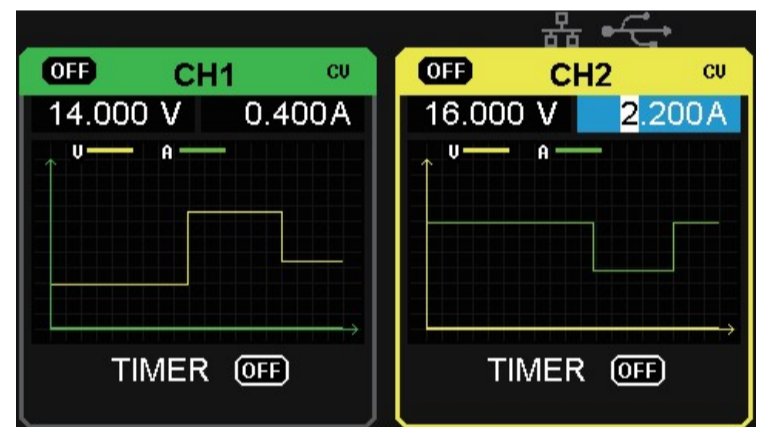 OFF CH1 CV
14.000 V 0.400A
V A
TIMER OFF
OFF CH2 CV
16.000 V 2.200A
V A
TIMER OFF